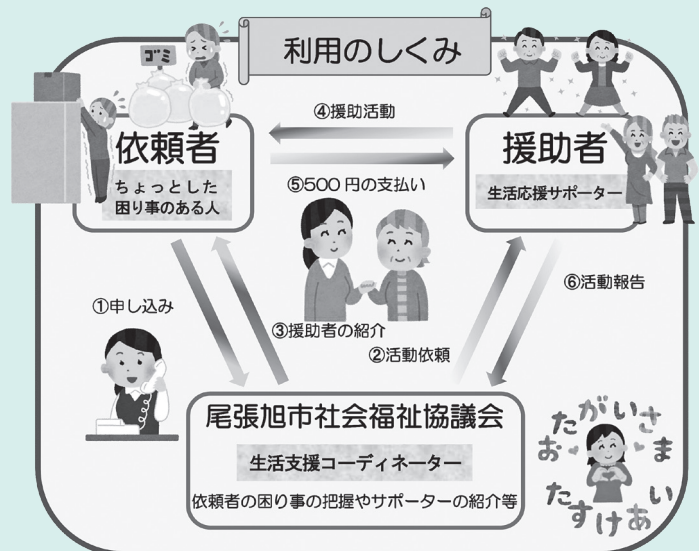 利用のしくみ
ゴミ
依頼者
ちょっとした
困り事のある人
④援助活動
⑤500円の支払い
援助者
生活応援サポーター
①申し込み
③援助者の紹介
②活動依頼
⑥活動報告
尾張旭市社会福祉協議会
生活支援コーディネーター
依頼者の困り事の把握やサポーターの紹介等
おたがいさま
たすけあい